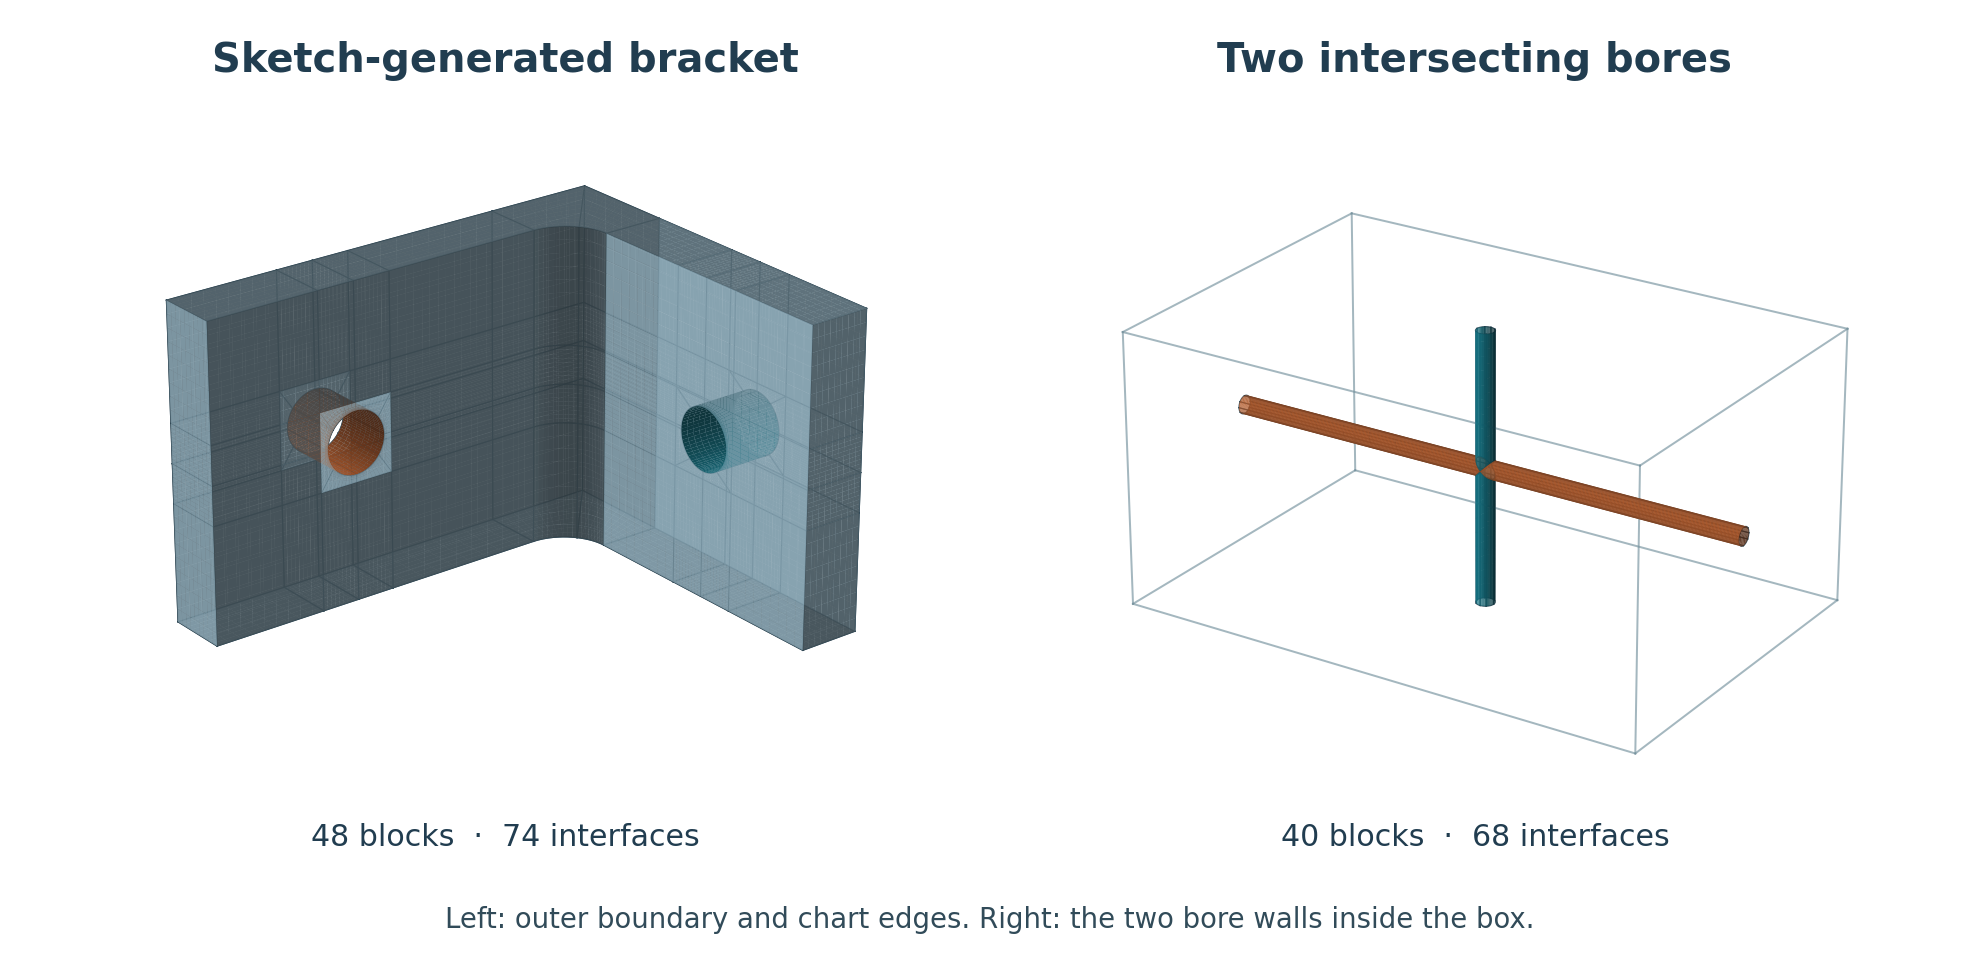 Sketch-generated bracket
Two intersecting bores
48 blocks · 74 interfaces
40 blocks · 68 interfaces
Left: outer boundary and chart edges. Right: the two bore walls inside the box.